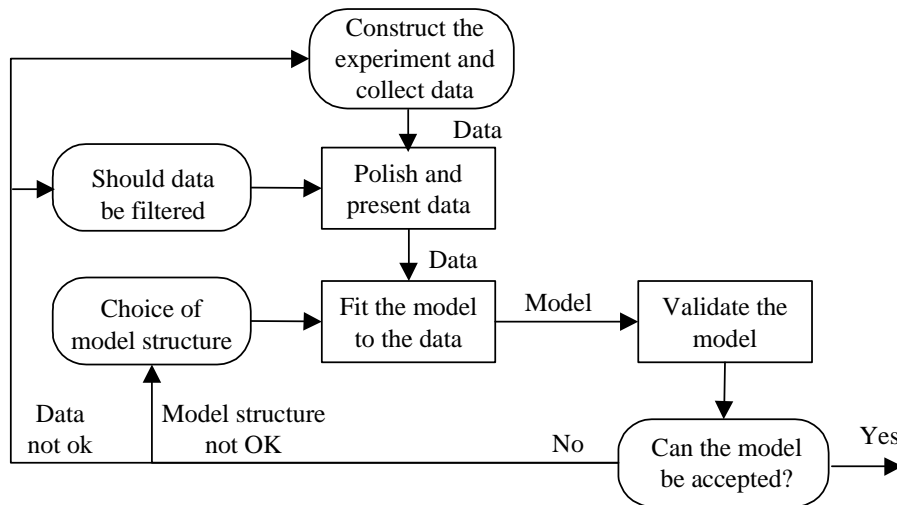 Construct the
experiment and
collect data
Data
Should data
be filtered
Polish and
present data
Data
Choice of
model structure
Fit the model
to the data
Model
Validate the
model
Data
not ok
Model structure
not OK
No
Can the model
be accepted?
Yes